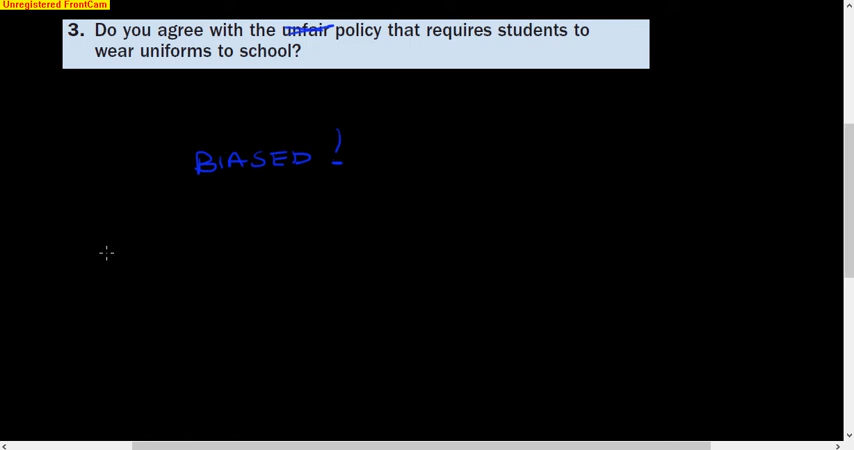 Unregistered FrontCam
3. Do you agree with the unfair policy that requires students to
wear uniforms to school?
BIASED !